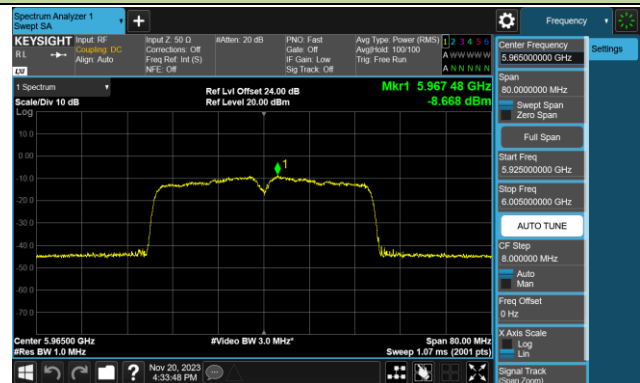 Spectrum Analyzer 1
Swept SA
Frequency
KEYSIGHT
Input: RF
Coupling: DC
Align: Auto
Input Z: 50 Ω
Corrections: Off
Freq Ref: Int (S)
NFE: Off
#Atten: 20 dB
PNO: Fast
Gate: Off
IF Gain: Low
Sig Track: Off
Avg Type: Power (RMS)
Avg|Hold: 100/100
Trig: Free Run
1 2 3 4 5 6
A W W W W W
A N N N N N
RL
LXI
1 Spectrum
Scale/Div 10 dB
Log
Ref Lvl Offset 24.00 dB
Ref Level 20.00 dBm
Mkr1 5.967 48 GHz
-8.668 dBm
10.0
0.00
-10.0
-20.0
-30.0
-40.0
-50.0
-60.0
-70.0
1
Center 5.96500 GHz
#Res BW 1.0 MHz
#Video BW 3.0 MHz*
Span 80.00 MHz
Sweep 1.07 ms (2001 pts)
Nov 20, 2023
4:33:48 PM
Center Frequency
5.965000000 GHz
Settings
Span
80.0000000 MHz
Swept Span
Zero Span
Full Span
Start Freq
5.925000000 GHz
Stop Freq
6.005000000 GHz
AUTO TUNE
CF Step
8.000000 MHz
Auto
Man
Freq Offset
0 Hz
X Axis Scale
Log
Lin
Signal Track
(Span Zoom)